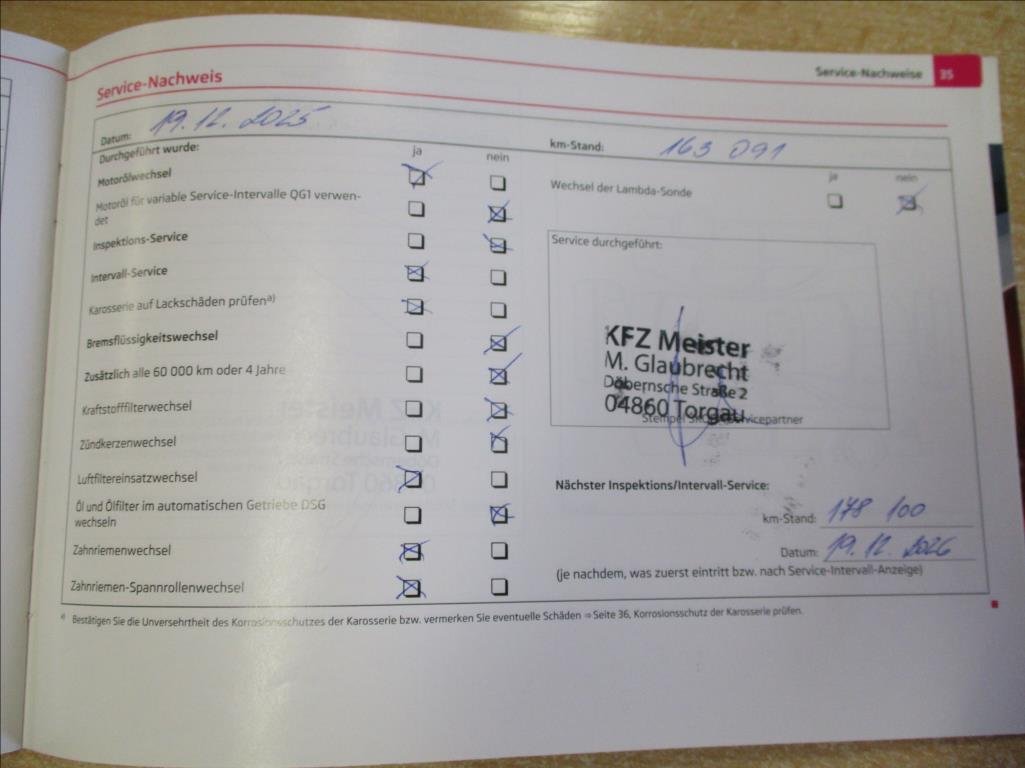 Service-Nachweise 35
Service-Nachweis
Datum: 19.12.2025
km-Stand: 163 091
Durchgeführt wurde: ja nein
ja nein
Motorölwechsel
Wechsel der Lambda-Sonde
Motoröl für variable Service-Intervalle QG1 verwen-
det
Inspektions-Service
Intervall-Service
Karosserie auf Lackschäden prüfen a)
Bremsflüssigkeitswechsel
Zusätzlich alle 60 000 km oder 4 Jahre
Kraftstofffilterwechsel
Zündkerzenwechsel
Luftfiltereinsatzwechsel
Öl und Ölfilter im automatischen Getriebe DSG
wechseln
Zahnriemenwechsel
Zahnriemen-Spannrollenwechsel
Service durchgeführt:
KFZ Meister
M. Glaubrecht
Döbernsche Straße 2
04860 Torgau
Stempel Servicepartner
Nächster Inspektions/Intervall-Service:
km-Stand: 178 100
Datum: 19.12.2026
(je nachdem, was zuerst eintritt bzw. nach Service-Intervall-Anzeige)
a) Bestätigen Sie die Unversehrtheit des Korrosionsschutzes der Karosserie bzw. vermerken Sie eventuelle Schäden ⇒ Seite 36, Korrosionsschutz der Karosserie prüfen.